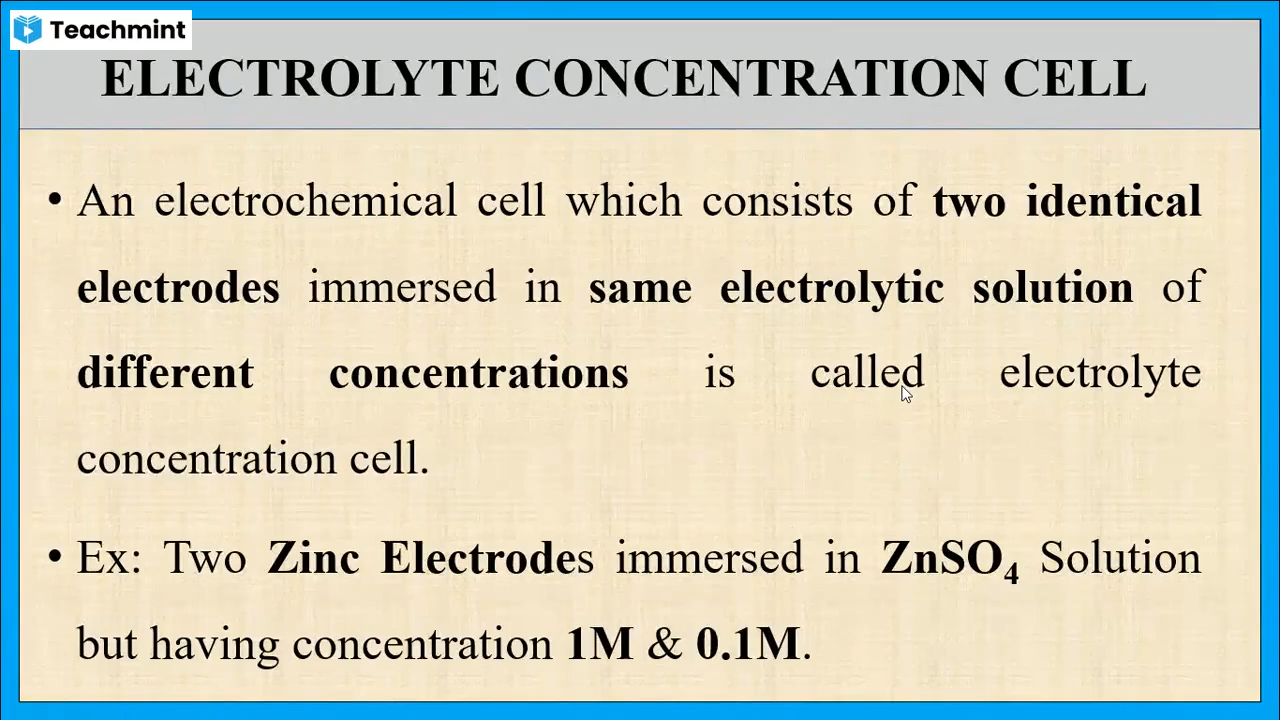 Teachmint
ELECTROLYTE CONCENTRATION CELL
• An electrochemical cell which consists of two identical
electrodes immersed in same electrolytic solution of
different concentrations is called electrolyte
concentration cell.
• Ex: Two Zinc Electrodes immersed in ZnSO₄ Solution
but having concentration 1M & 0.1M.